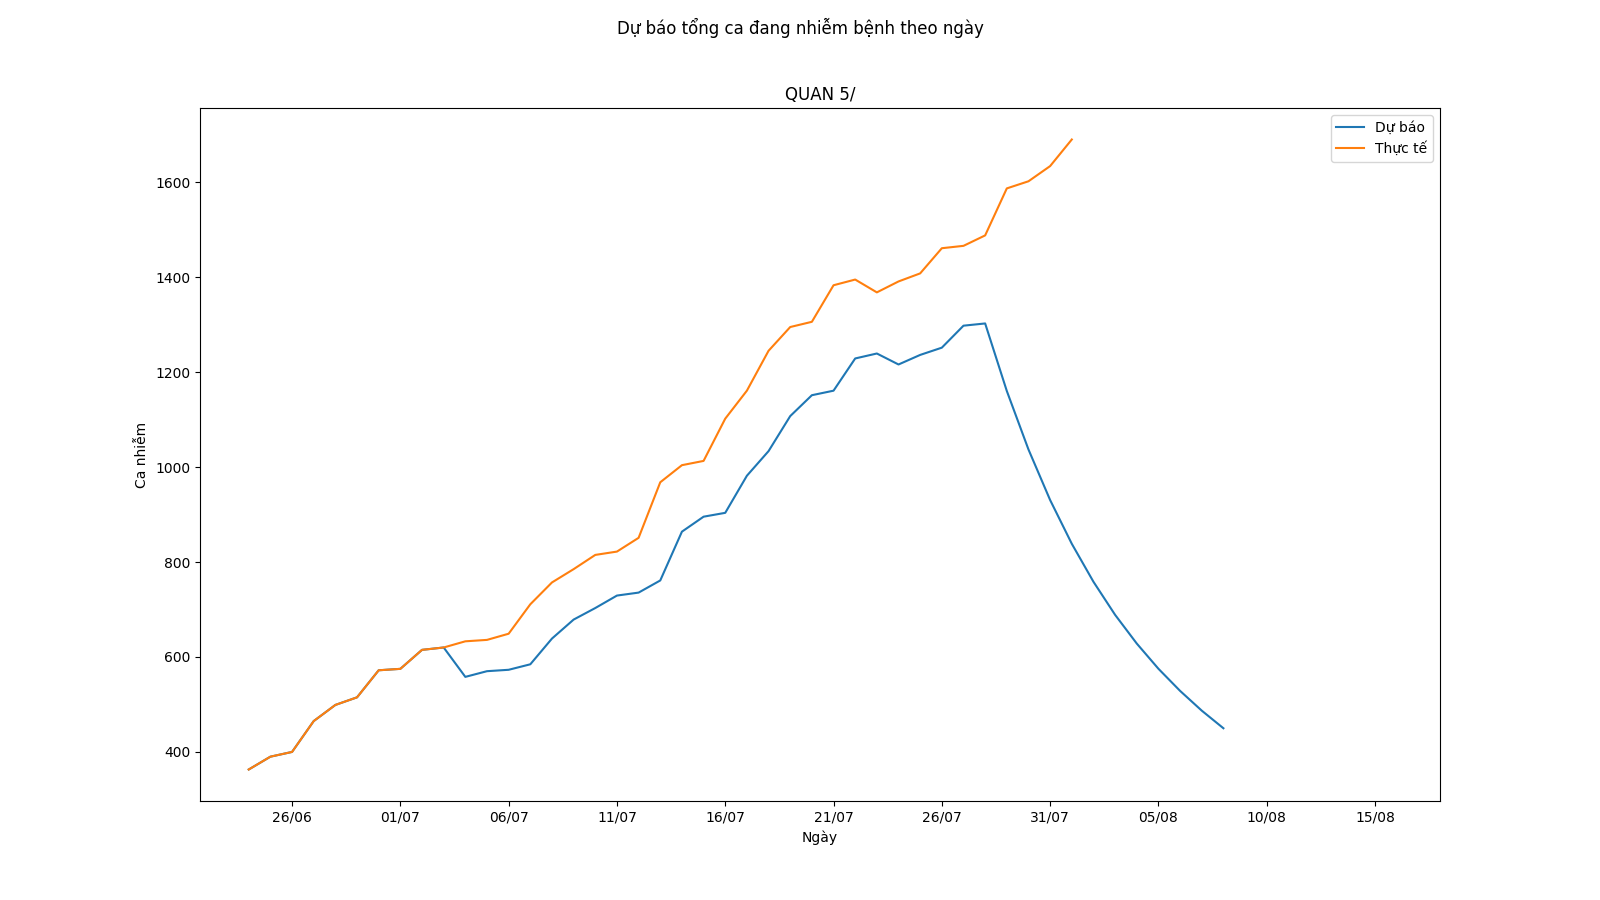 Dự báo tổng ca đang nhiễm bệnh theo ngày
QUAN 5/
Dự báo
Thực tế
1600
1400
1200
1000
800
600
400
Ca nhiễm
26/06 01/07 06/07 11/07 16/07 21/07 26/07 31/07 05/08 10/08 15/08
Ngày